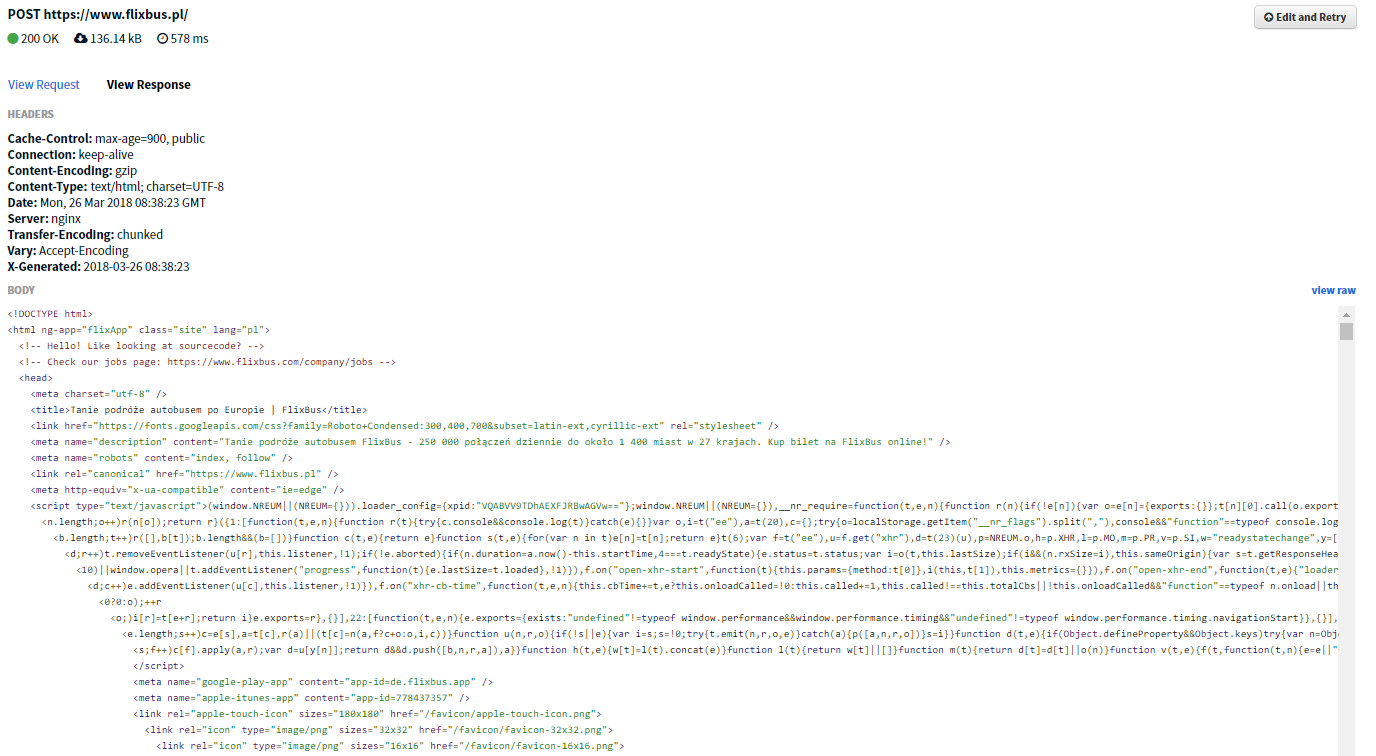 POST https://www.flixbus.pl/
Edit and Retry
200 OK 136.14 kB 578 ms
View Request View Response
HEADERS
Cache-Control: max-age=900, public
Connection: keep-alive
Content-Encoding: gzip
Content-Type: text/html; charset=UTF-8
Date: Mon, 26 Mar 2018 08:38:23 GMT
Server: nginx
Transfer-Encoding: chunked
Vary: Accept-Encoding
X-Generated: 2018-03-26 08:38:23
BODY view raw
<!DOCTYPE html>
<html ng-app="flixApp" class="site" lang="pl">
<!-- Hello! Like looking at sourcecode? -->
<!-- Check our jobs page: https://www.flixbus.com/company/jobs -->
<head>
<meta charset="utf-8" />
<title>Tanie podróże autobusem po Europie | FlixBus</title>
<link href="https://fonts.googleapis.com/css?family=Roboto+Condensed:300,400,700&subset=latin-ext,cyrillic-ext" rel="stylesheet" />
<meta name="description" content="Tanie podróże autobusem FlixBus - 250 000 połączeń dziennie do około 1 400 miast w 27 krajach. Kup bilet na FlixBus online!" />
<meta name="robots" content="index, follow" />
<link rel="canonical" href="https://www.flixbus.pl" />
<meta http-equiv="x-ua-compatible" content="ie=edge" />
<script type="text/javascript">(window.NREUM||(NREUM={})).loader_config={xpid:"VQABVV9TDhAEXFJRBwAGVw=="};window.NREUM||(NREUM={}),__nr_require=function(t,e,n){function r(n){if(!e[n]){var o=e[n]={exports:{}};t[n][0].call(o.export
<n.length;o++)r(n[o]);return r}({1:[function(t,e,n){function r(t){try{c.console&&console.log(t)}catch(e){}}var o,i=t("ee"),a=t(20),c={};try{o=localStorage.getItem("__nr_flags").split(","),console&&"function"==typeof console.log
<b.length;t++)r([],b[t]);b.length&&(b=[])}function c(t,e){return e}function s(t,e){for(var n in t)e[n]=t[n];return e}t(6);var f=t("ee"),u=f.get("xhr"),d=t(23)(u),p=NREUM.o,h=p.XHR,l=p.MO,m=p.PR,v=p.SI,w="readystatechange",y=[
<d;r++)t.removeEventListener(u[r],this.listener,!1);if(!e.aborted){if(n.duration=a.now()-this.startTime,4===t.readyState){e.status=t.status;var i=o(t,this.lastSize);if(i&&(n.rxSize=i),this.sameOrigin){var s=t.getResponseHea
<10)||window.opera||t.addEventListener("progress",function(t){e.lastSize=t.loaded},!1)}),f.on("open-xhr-start",function(t){this.params={method:t[0]},i(this,t[1]),this.metrics={}}),f.on("open-xhr-end",function(t,e){"loader
<d;c++)e.addEventListener(u[c],this.listener,!1)}),f.on("xhr-cb-time",function(t,e,n){this.cbTime+=t,e?this.onloadCalled=!0:this.called+=1,this.called!==this.totalCbs||!this.onloadCalled&&"function"==typeof n.onload||th
<0?0:o);++r
<o;)i[r]=t[e+r];return i}e.exports=r},{}],22:[function(t,e,n){e.exports={exists:"undefined"!=typeof window.performance&&window.performance.timing&&"undefined"!=typeof window.performance.timing.navigationStart}},{}],
<e.length;s++)c=e[s],a=t[c],r(a)||(t[c]=n(a,f?c+o:o,i,c))}function u(n,r,o){if(!s||e){var i=s;s=!0;try{t.emit(n,r,o,e)}catch(a){p([a,n,r,o])}s=i}}function d(t,e){if(Object.defineProperty&&Object.keys)try{var n=Obj
<s;f++)c[f].apply(a,r);var d=u[y[n]];return d&&d.push([b,n,r,a]),a}}function h(t,e){w[t]=l(t).concat(e)}function l(t){return w[t]||[]}function m(t){return d[t]=d[t]||o(n)}function v(t,e){f(t,function(t,n){e=e||"
</script>
<meta name="google-play-app" content="app-id=de.flixbus.app" />
<meta name="apple-itunes-app" content="app-id=778437357" />
<link rel="apple-touch-icon" sizes="180x180" href="/favicon/apple-touch-icon.png">
<link rel="icon" type="image/png" sizes="32x32" href="/favicon/favicon-32x32.png">
<link rel="icon" type="image/png" sizes="16x16" href="/favicon/favicon-16x16.png">